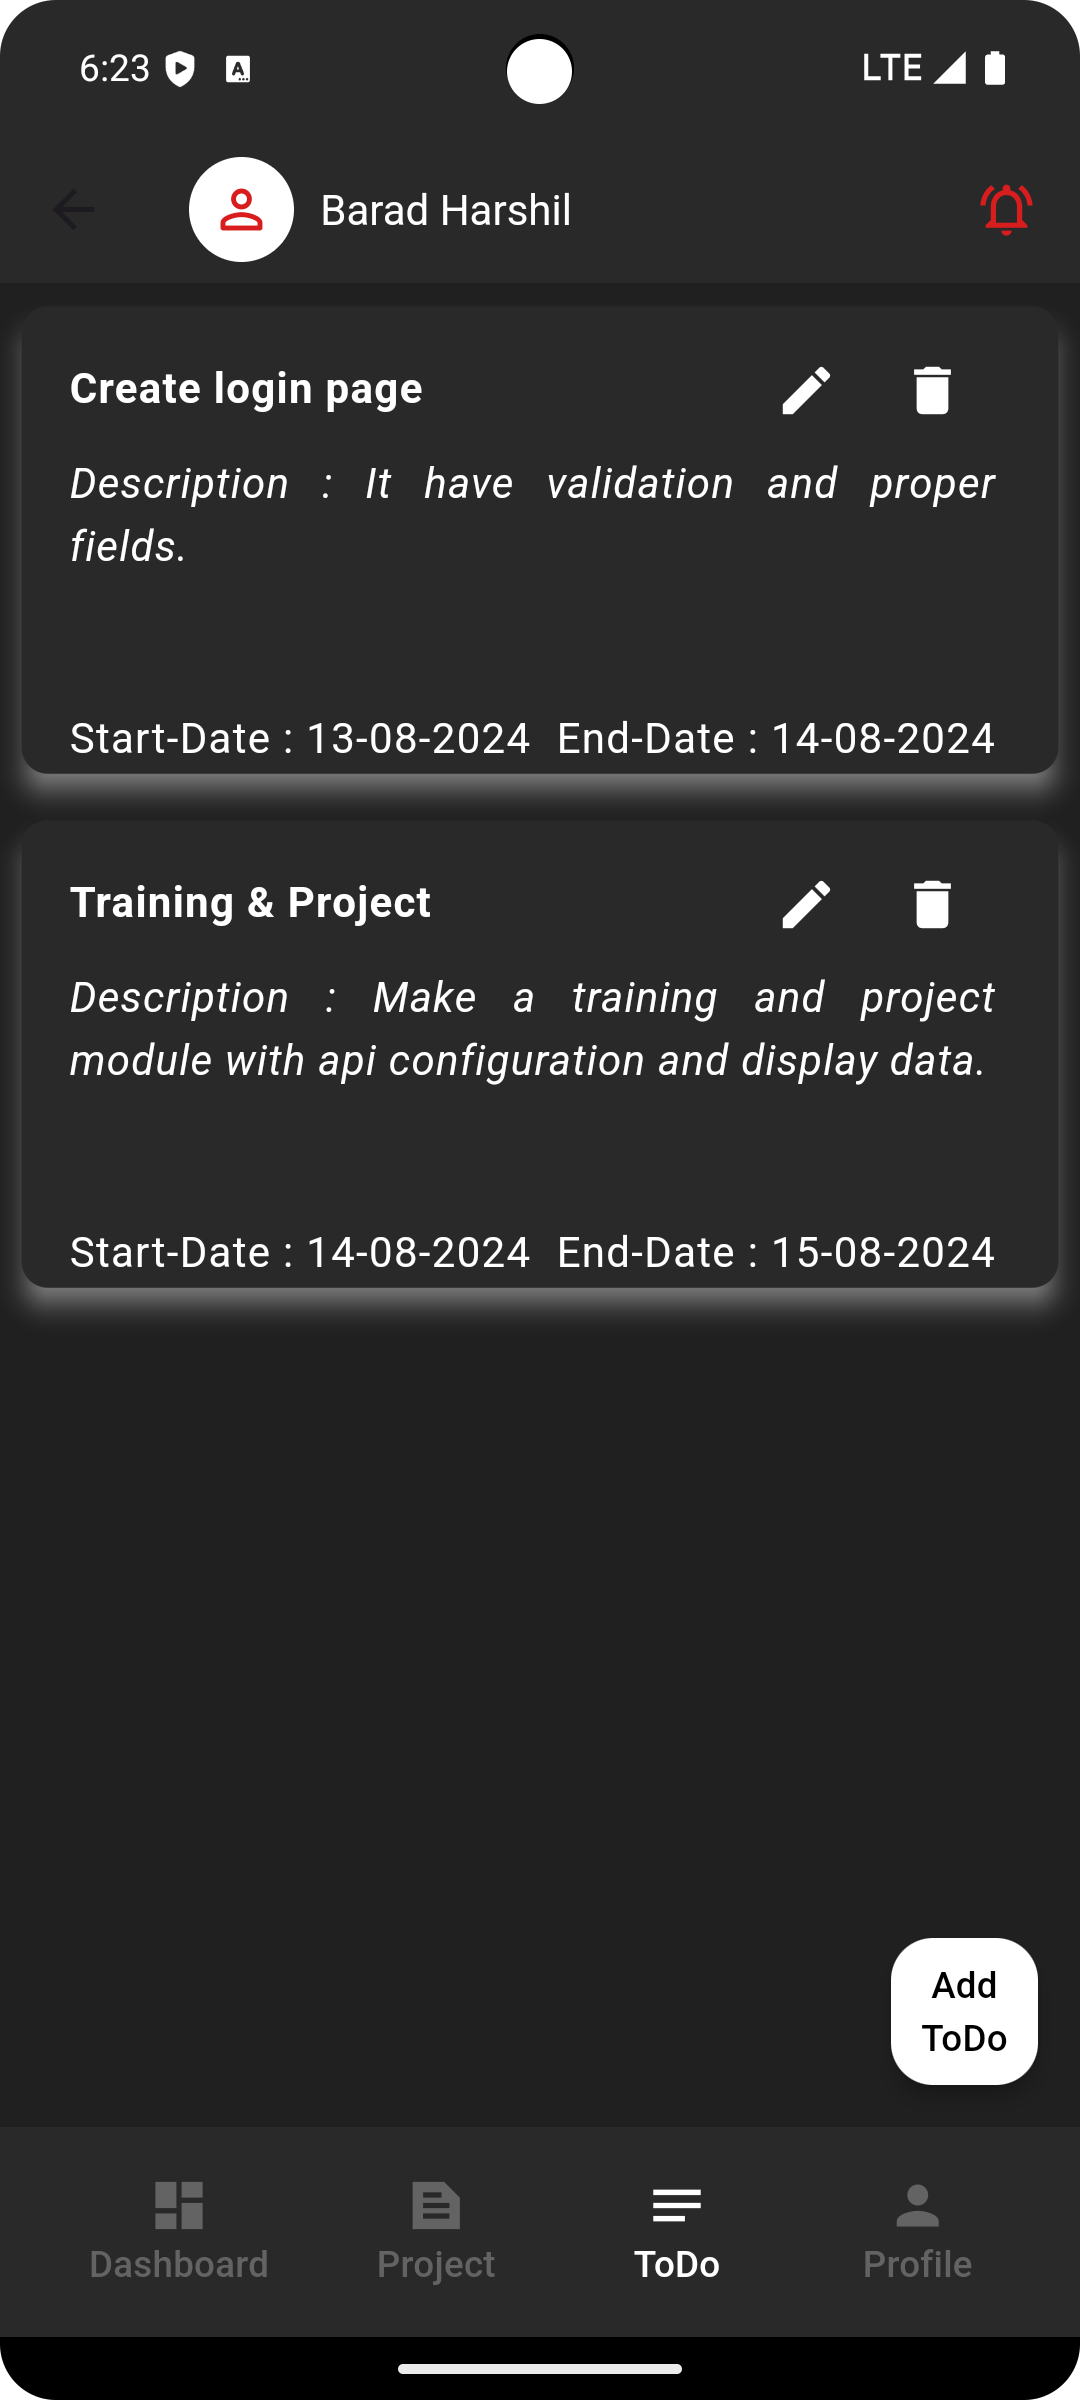 6:23
LTE
Barad Harshil
Create login page
Description : It have validation and proper
fields.
Start-Date : 13-08-2024 End-Date : 14-08-2024
Training & Project
Description : Make a training and project
module with api configuration and display data.
Start-Date : 14-08-2024 End-Date : 15-08-2024
Add
ToDo
Dashboard Project ToDo Profile